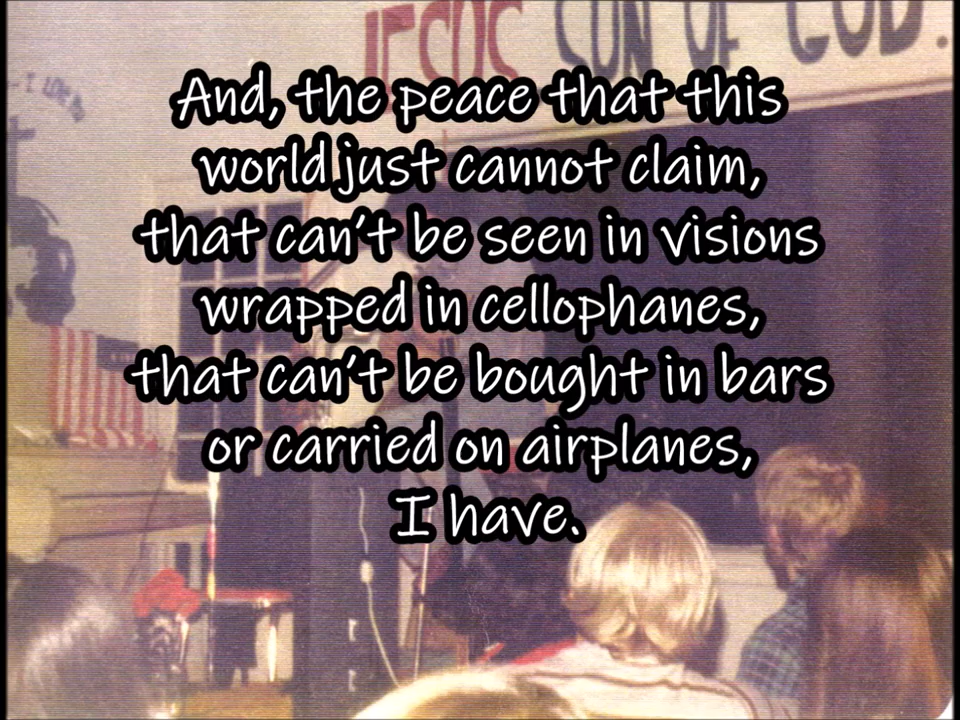 JESUS SON OF GOD.
And, the peace that this
world just cannot claim,
that can't be seen in visions
wrapped in cellophanes,
that can't be bought in bars
or carried on airplanes,
I have.